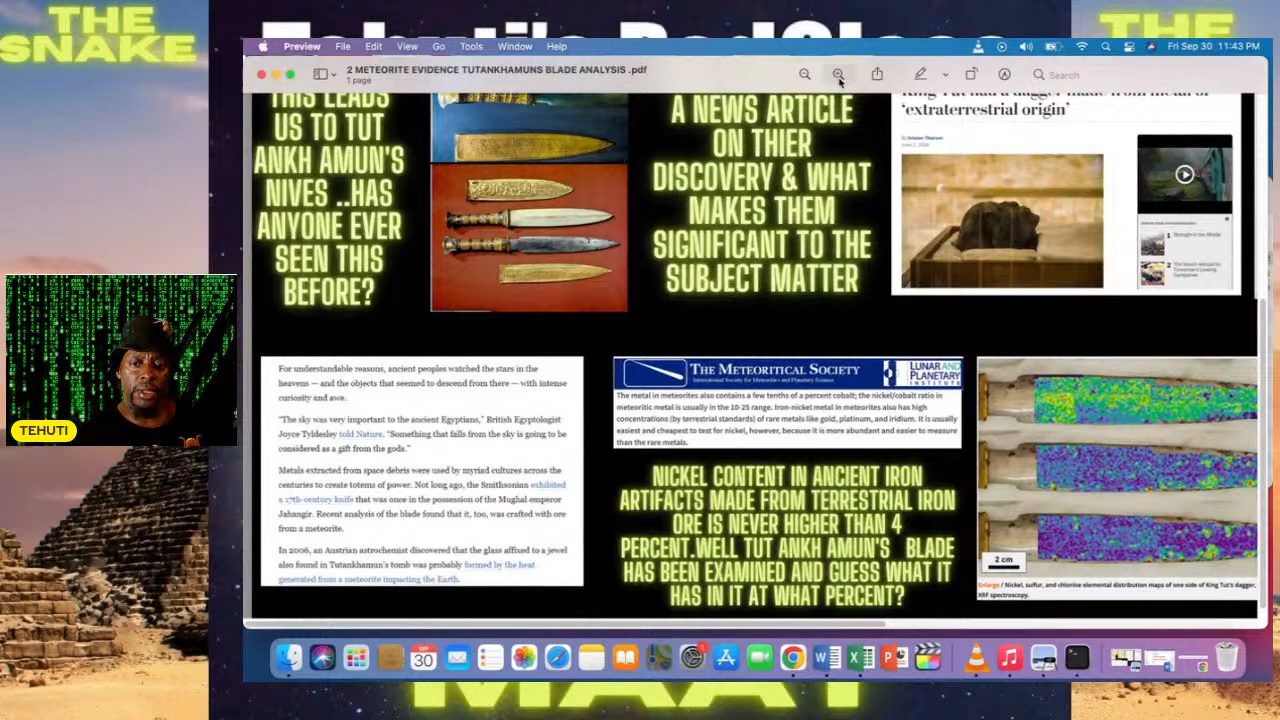 THE
SNAKE
THE
Preview File Edit View Go Tools Window Help
Fri Sep 30 11:43 PM
2 METEORITE EVIDENCE TUTANKHAMUNS BLADE ANALYSIS .pdf
1 page
Search
THIS LEADS
US TO TUT
ANKH AMUN'S
NIVES ..HAS
ANYONE EVER
SEEN THIS
BEFORE?
A NEWS ARTICLE
ON THIER
DISCOVERY & WHAT
MAKES THEM
SIGNIFICANT TO THE
SUBJECT MATTER
King Tut had a dagger made from metal of
‘extraterrestrial origin’
For understandable reasons, ancient peoples watched the stars in the
heavens — and the objects that seemed to descend from there — with intense
curiosity and awe.
"The sky was very important to the ancient Egyptians," British Egyptologist
Joyce Tyldesley told Nature. "Something that falls from the sky is going to be
considered as a gift from the gods."
Metals extracted from space debris were used by myriad cultures across the
centuries to create totems of power. Not long ago, the Smithsonian exhibited
a 17th-century knife that was once in the possession of the Mughal emperor
Jahangir. Recent analysis of the blade found that it, too, was crafted with ore
from a meteorite.
In 2006, an Austrian astrochemist discovered that the glass affixed to a jewel
also found in Tutankhamun's tomb was probably formed by the heat
generated from a meteorite impacting the Earth.
THE METEORITICAL SOCIETY
International Society for Meteoritics and Planetary Science
LUNAR AND
PLANETARY
INSTITUTE
The metal in meteorites also contains a few tenths of a percent cobalt; the nickel/cobalt ratio in
meteoritic metal is usually in the 10-25 range. Iron-nickel metal in meteorites also has high
concentrations (by terrestrial standards) of rare metals like gold, platinum, and iridium. It is usually
easiest and cheapest to test for nickel, however, because it is more abundant and easier to measure
than the rare metals.
NICKEL CONTENT IN ANCIENT IRON
ARTIFACTS MADE FROM TERRESTRIAL IRON
ORE IS NEVER HIGHER THAN 4
PERCENT.WELL TUT ANKH AMUN'S BLADE
HAS BEEN EXAMINED AND GUESS WHAT IT
HAS IN IT AT WHAT PERCENT?
2 cm
Enlarge / Nickel, sulfur, and chlorine elemental distribution maps of one side of King Tut's dagger,
XRF spectroscopy.
TEHUTI
SEP
30
MAAT